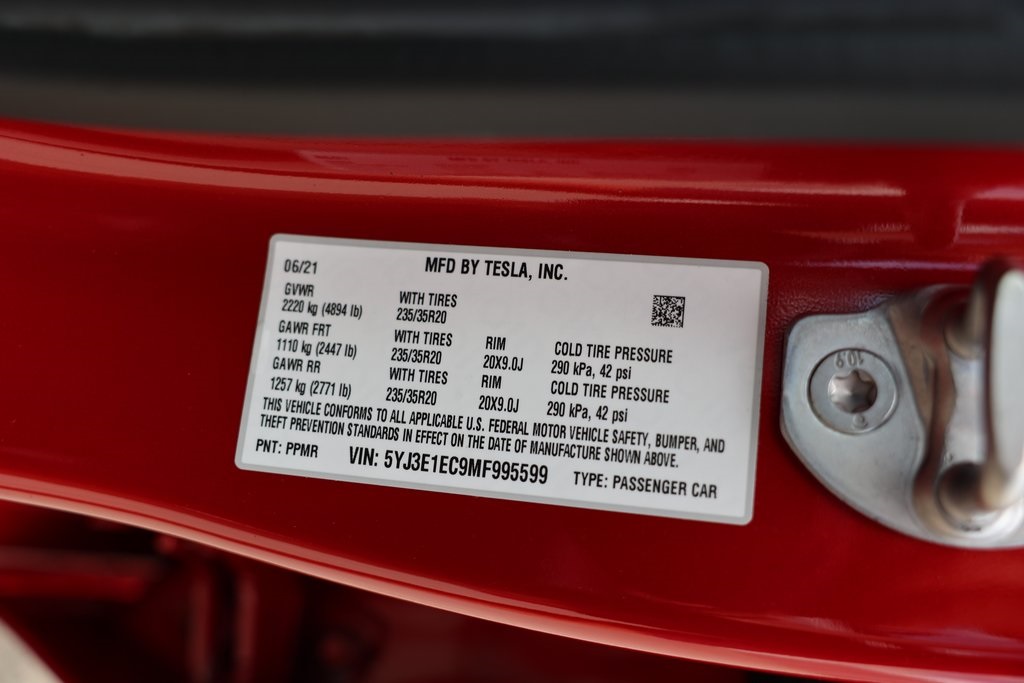 MFD BY TESLA, INC.
06/21
GVWR
2220 kg (4894 lb)
WITH TIRES
235/35R20
GAWR FRT
1110 kg (2447 lb)
WITH TIRES
235/35R20
RIM
20X9.0J
COLD TIRE PRESSURE
290 kPa, 42 psi
GAWR RR
1257 kg (2771 lb)
WITH TIRES
235/35R20
RIM
20X9.0J
COLD TIRE PRESSURE
290 kPa, 42 psi
THIS VEHICLE CONFORMS TO ALL APPLICABLE U.S. FEDERAL MOTOR VEHICLE SAFETY, BUMPER, AND
THEFT PREVENTION STANDARDS IN EFFECT ON THE DATE OF MANUFACTURE SHOWN ABOVE.
PNT: PPMR
VIN: 5YJ3E1EC9MF995599
TYPE: PASSENGER CAR
10.9